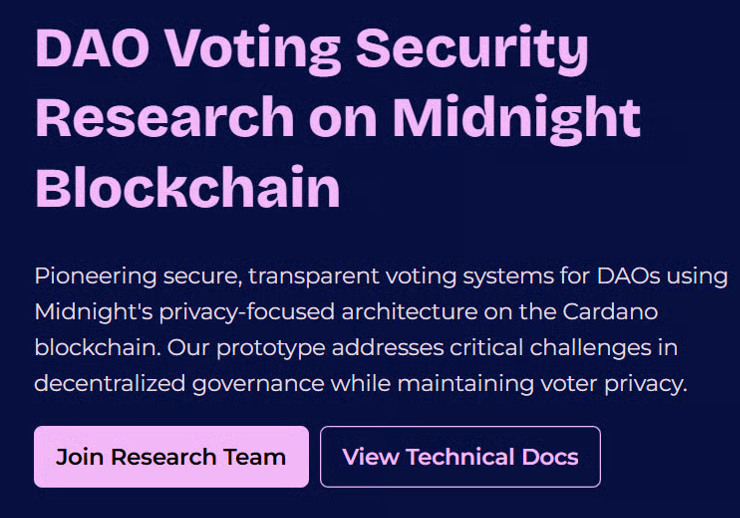 DAO Voting Security
Research on Midnight
Blockchain
Pioneering secure, transparent voting systems for DAOs using
Midnight's privacy-focused architecture on the Cardano
blockchain. Our prototype addresses critical challenges in
decentralized governance while maintaining voter privacy.
Join Research Team
View Technical Docs